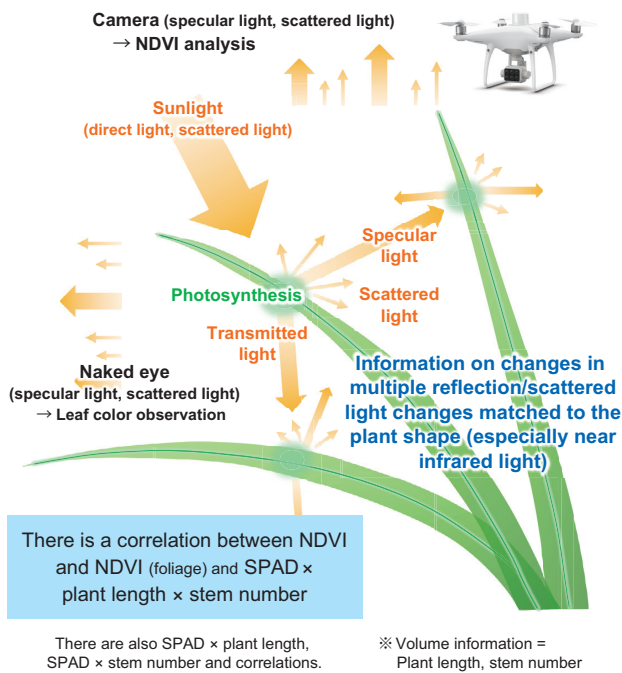 Camera (specular light, scattered light)
→ NDVI analysis
Sunlight
(direct light, scattered light)
Specular
light
Photosynthesis
Scattered
light
Transmitted
light
Naked eye
(specular light, scattered light)
→ Leaf color observation
Information on changes in
multiple reflection/scattered
light changes matched to the
plant shape (especially near
infrared light)
There is a correlation between NDVI
and NDVI (foliage) and SPAD ×
plant length × stem number
There are also SPAD × plant length,
SPAD × stem number and correlations.
※ Volume information =
Plant length, stem number